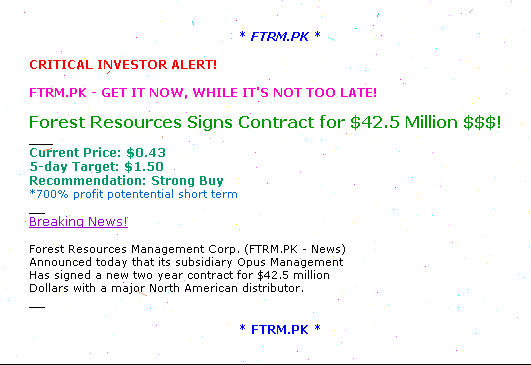 * FTRM.PK *
CRITICAL INVESTOR ALERT!
FTRM.PK - GET IT NOW, WHILE IT'S NOT TOO LATE!
Forest Resources Signs Contract for $42.5 Million $$$!
Current Price: $0.43
5-day Target: $1.50
Recommendation: Strong Buy
*700% profit potentential short term
Breaking News!
Forest Resources Management Corp. (FTRM.PK - News)
Announced today that its subsidiary Opus Management
Has signed a new two year contract for $42.5 million
Dollars with a major North American distributor.
* FTRM.PK *